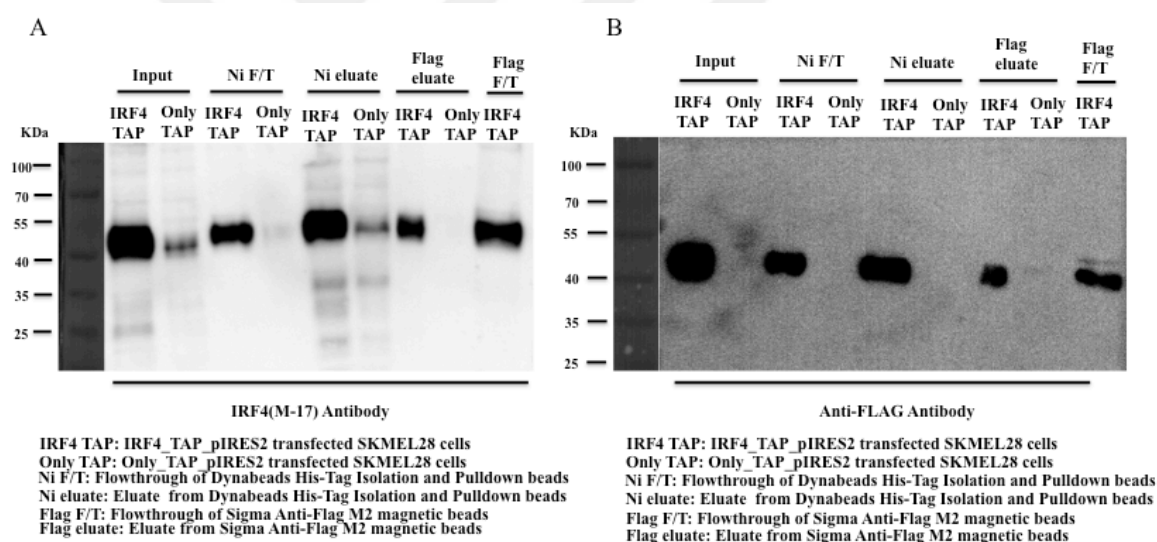 A
Input
Ni F/T
Ni eluate
Flag
eluate
Flag
F/T
IRF4
TAP
Only
TAP
IRF4
TAP
Only
TAP
IRF4
TAP
Only
TAP
IRF4
TAP
Only
TAP
IRF4
TAP
KDa
100
70
55
40
35
25
IRF4(M-17) Antibody
IRF4 TAP: IRF4_TAP_pIRES2 transfected SKMEL28 cells
Only TAP: Only_TAP_pIRES2 transfected SKMEL28 cells
Ni F/T: Flowthrough of Dynabeads His-Tag Isolation and Pulldown beads
Ni eluate: Eluate from Dynabeads His-Tag Isolation and Pulldown beads
Flag F/T: Flowthrough of Sigma Anti-Flag M2 magnetic beads
Flag eluate: Eluate from Sigma Anti-Flag M2 magnetic beads
B
Input
Ni F/T
Ni eluate
Flag
eluate
Flag
F/T
IRF4
TAP
Only
TAP
IRF4
TAP
Only
TAP
IRF4
TAP
Only
TAP
IRF4
TAP
Only
TAP
IRF4
TAP
KDa
100
70
55
40
35
25
Anti-FLAG Antibody
IRF4 TAP: IRF4_TAP_pIRES2 transfected SKMEL28 cells
Only TAP: Only_TAP_pIRES2 transfected SKMEL28 cells
Ni F/T: Flowthrough of Dynabeads His-Tag Isolation and Pulldown beads
Ni eluate: Eluate from Dynabeads His-Tag Isolation and Pulldown beads
Flag F/T: Flowthrough of Sigma Anti-Flag M2 magnetic beads
Flag eluate: Eluate from Sigma Anti-Flag M2 magnetic beads